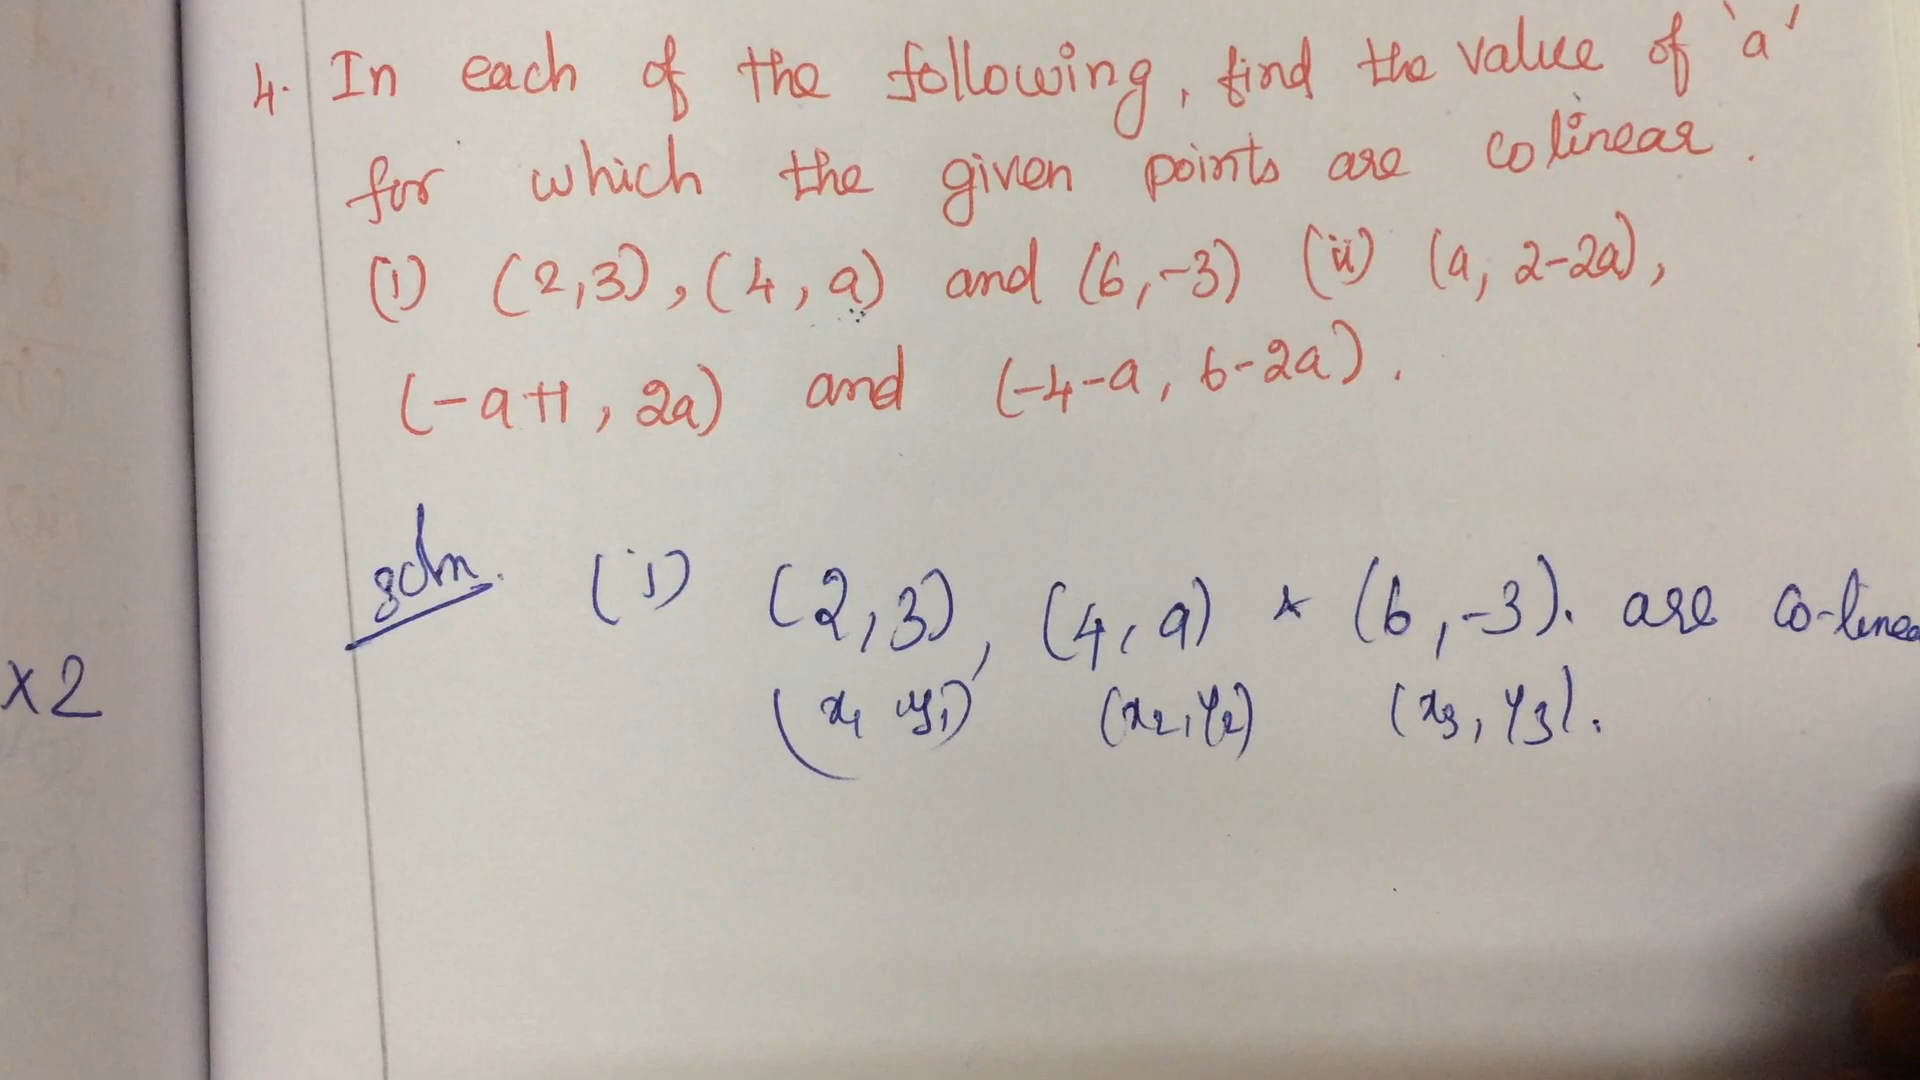 4. In each of the following, find the value of 'a'
for which the given points are colinear.
(i) (2,3), (4,a) and (6,-3) (ii) (a, 2-2a),
(-a+1, 2a) and (-4-a, 6-2a).
soln. (i) (2,3), (4,a) & (6,-3). are co-linea
(x1 y1) (x2,y2) (x3,y3).
x2